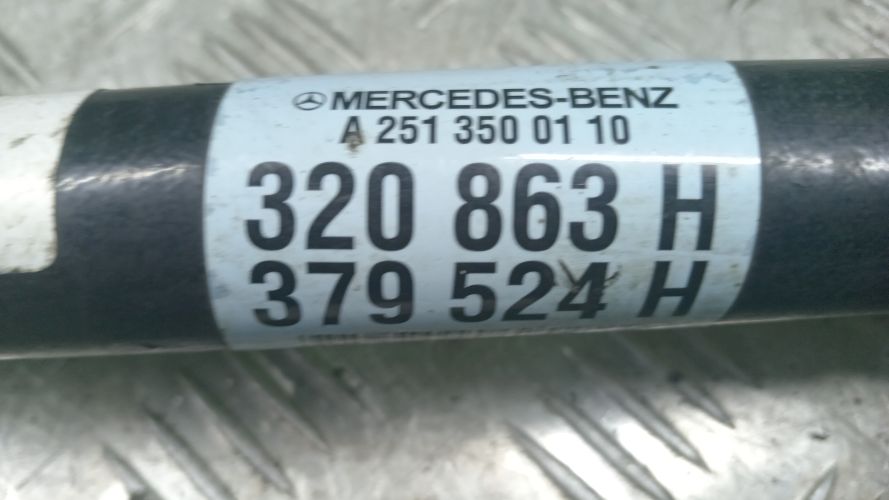 MERCEDES-BENZ
A 251 350 01 10
320 863 H
379 524 H